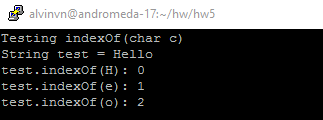 alvinvn@andromeda-17:~/hw/hw5
Testing indexOf(char c)
String test = Hello
test.indexOf(H): 0
test.indexOf(e): 1
test.indexOf(o): 2